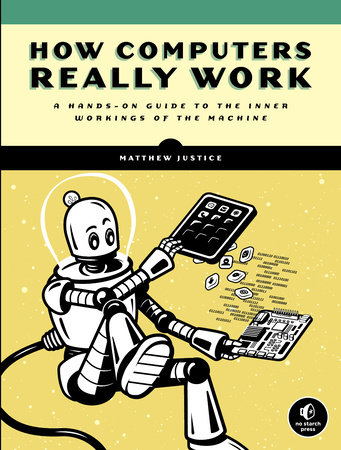 HOW COMPUTERS
REALLY WORK
A HANDS-ON GUIDE TO THE INNER
WORKINGS OF THE MACHINE
MATTHEW JUSTICE
no starch
press